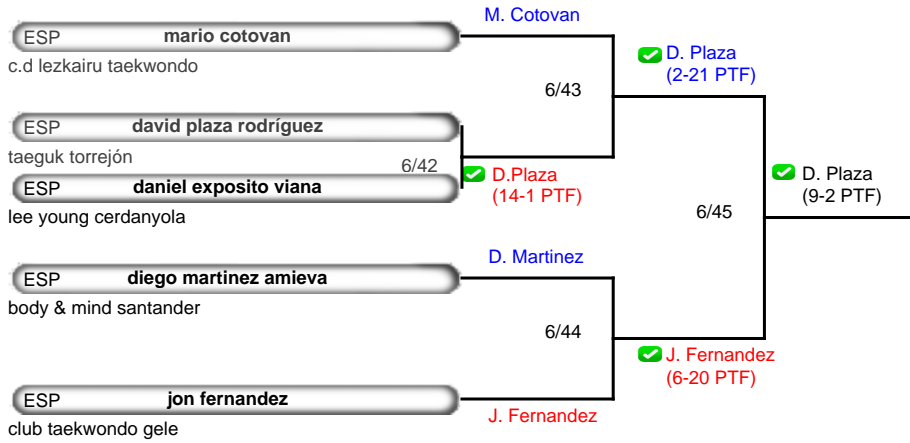 M. Cotovan
ESP mario cotovan
c.d lezkairu taekwondo
D. Plaza
(2-21 PTF)
6/43
ESP david plaza rodríguez
taeguk torrejón
6/42
D.Plaza
(14-1 PTF)
ESP daniel exposito viana
lee young cerdanyola
D. Plaza
(9-2 PTF)
6/45
D. Martinez
ESP diego martinez amieva
body & mind santander
6/44
J. Fernandez
(6-20 PTF)
ESP jon fernandez
J. Fernandez
club taekwondo gele